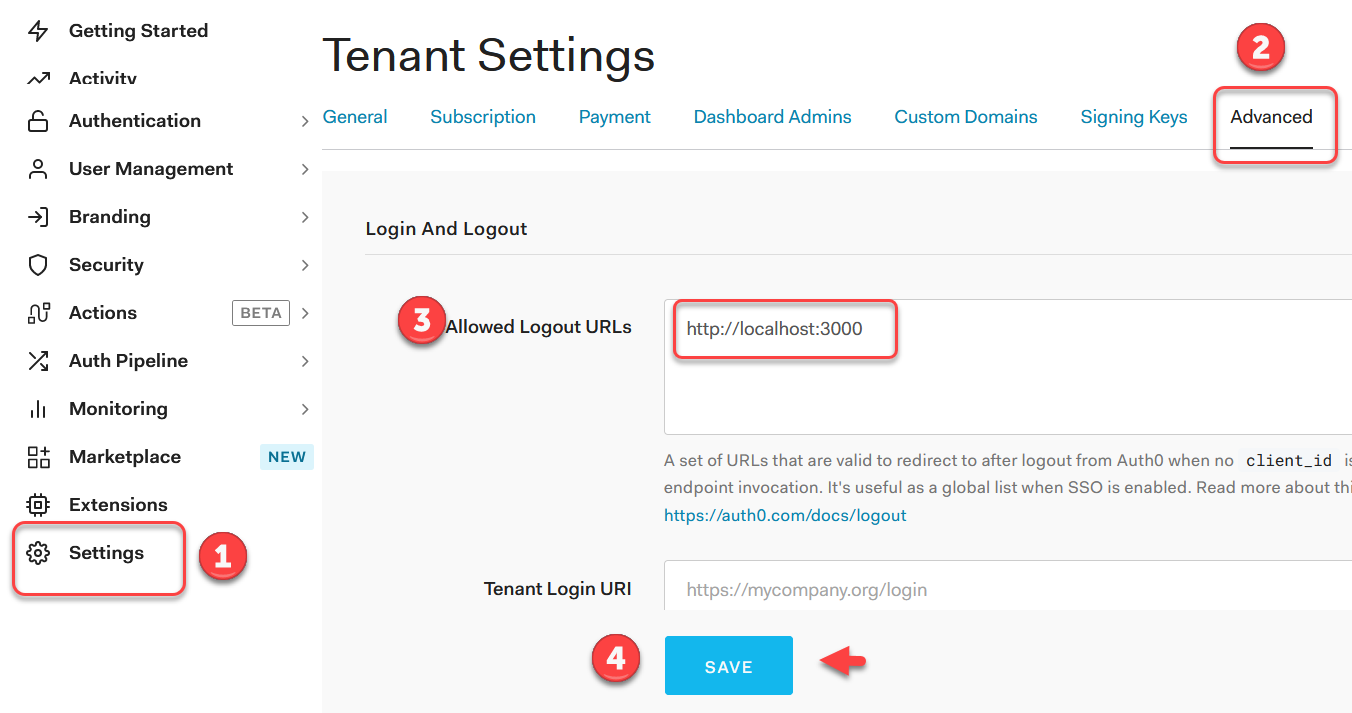 Getting Started
Activity
Authentication
User Management
Branding
Security
Actions BETA
Auth Pipeline
Monitoring
Marketplace NEW
Extensions
Settings 1
Tenant Settings
2
General Subscription Payment Dashboard Admins Custom Domains Signing Keys Advanced
Login And Logout
3 Allowed Logout URLs http://localhost:3000
A set of URLs that are valid to redirect to after logout from Auth0 when no client_id
endpoint invocation. It's useful as a global list when SSO is enabled. Read more about
https://auth0.com/docs/logout
Tenant Login URI https://mycompany.org/login
4 SAVE